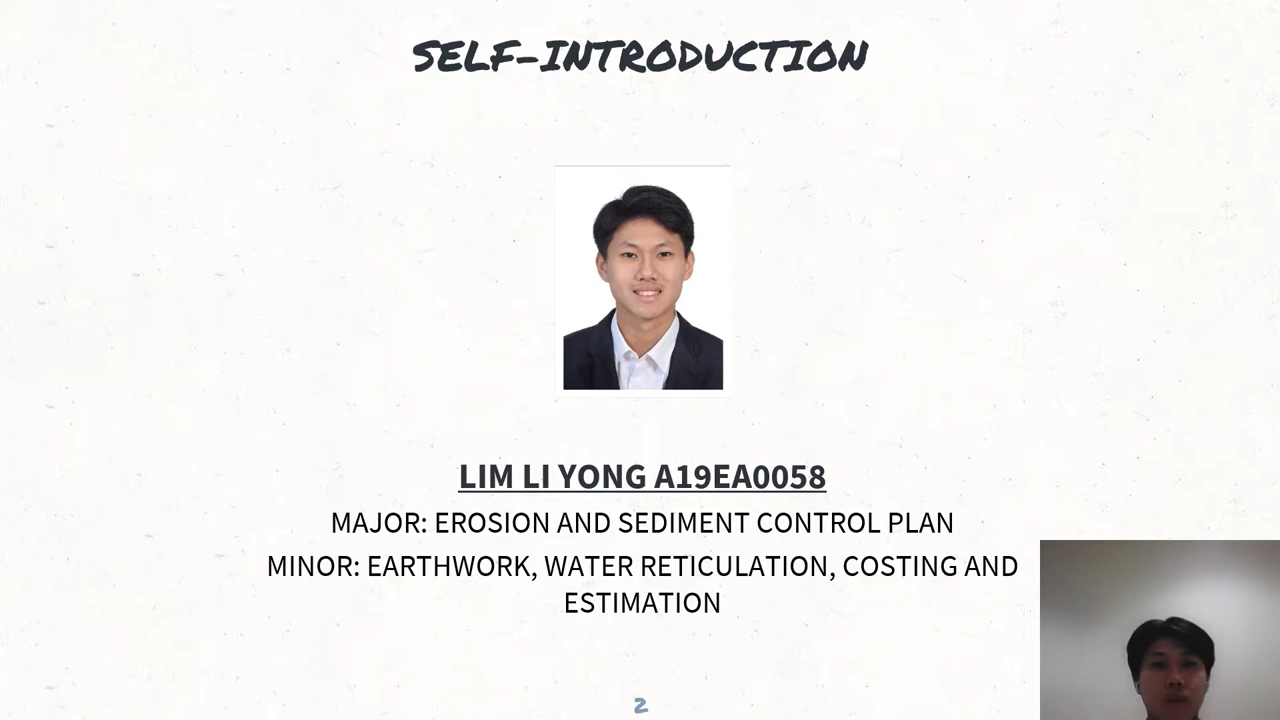 SELF-INTRODUCTION
LIM LI YONG A19EA0058
MAJOR: EROSION AND SEDIMENT CONTROL PLAN
MINOR: EARTHWORK, WATER RETICULATION, COSTING AND
ESTIMATION
2